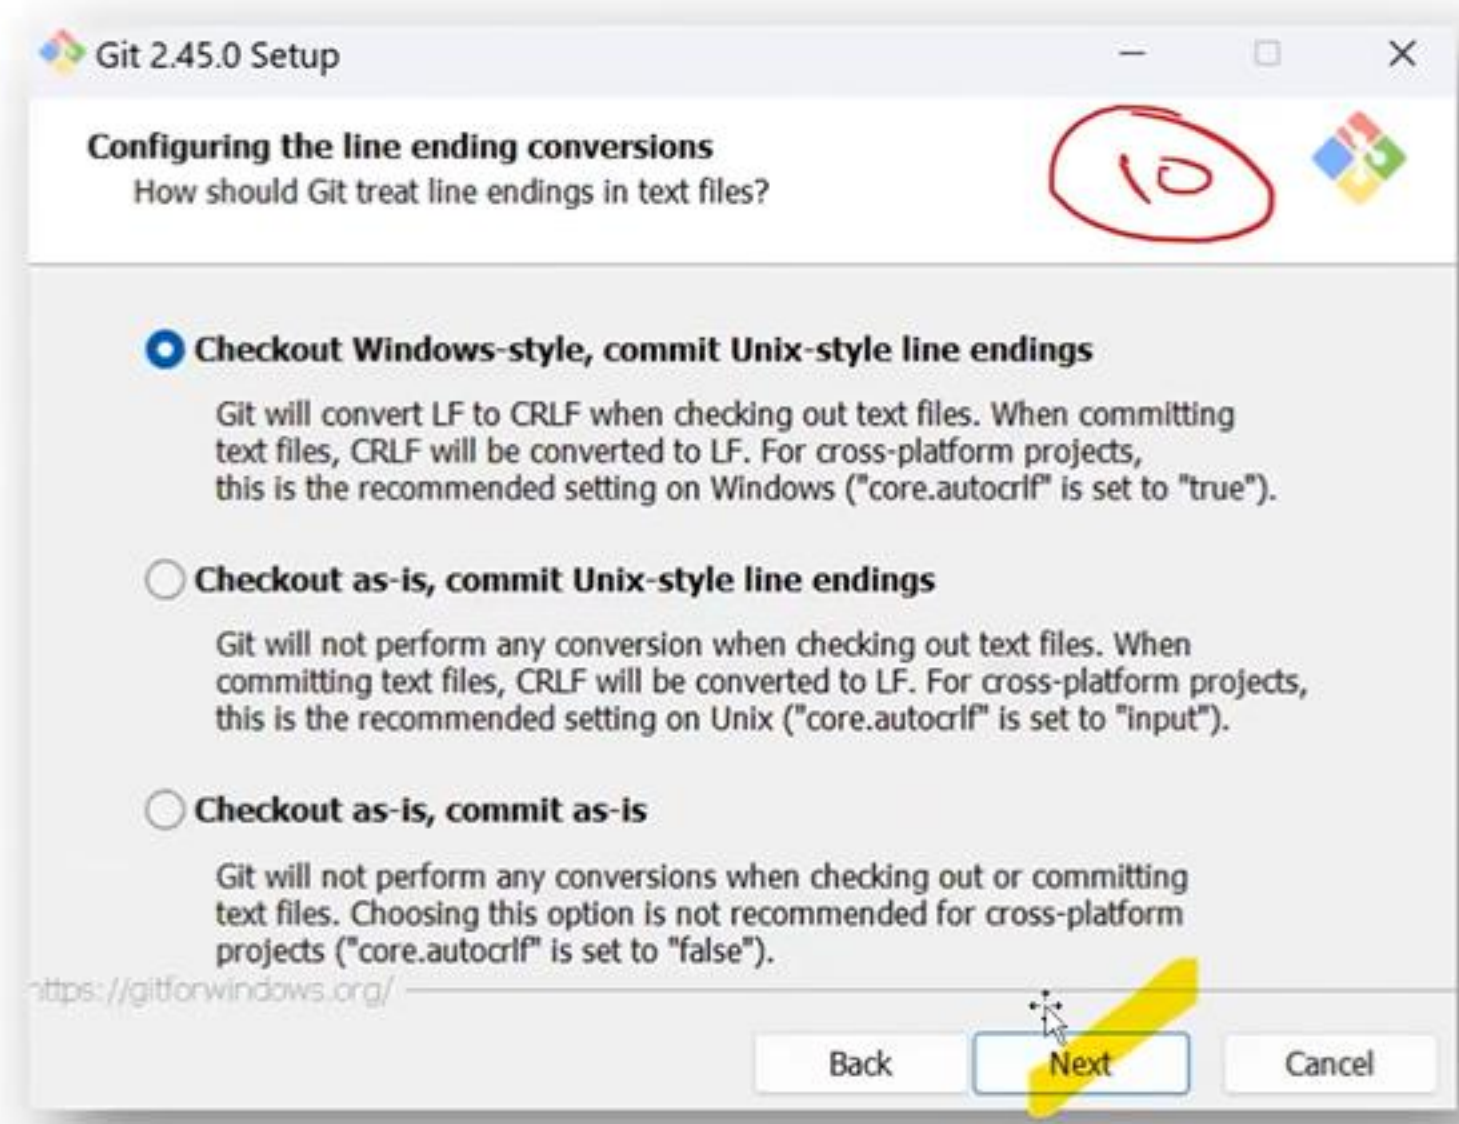 Git 2.45.0 Setup
Configuring the line ending conversions
How should Git treat line endings in text files?
10
Checkout Windows-style, commit Unix-style line endings
Git will convert LF to CRLF when checking out text files. When committing
text files, CRLF will be converted to LF. For cross-platform projects,
this is the recommended setting on Windows ("core.autocrlf" is set to "true").
Checkout as-is, commit Unix-style line endings
Git will not perform any conversion when checking out text files. When
committing text files, CRLF will be converted to LF. For cross-platform projects,
this is the recommended setting on Unix ("core.autocrlf" is set to "input").
Checkout as-is, commit as-is
Git will not perform any conversions when checking out or committing
text files. Choosing this option is not recommended for cross-platform
projects ("core.autocrlf" is set to "false").
https://gitforwindows.org/
Back
Next
Cancel